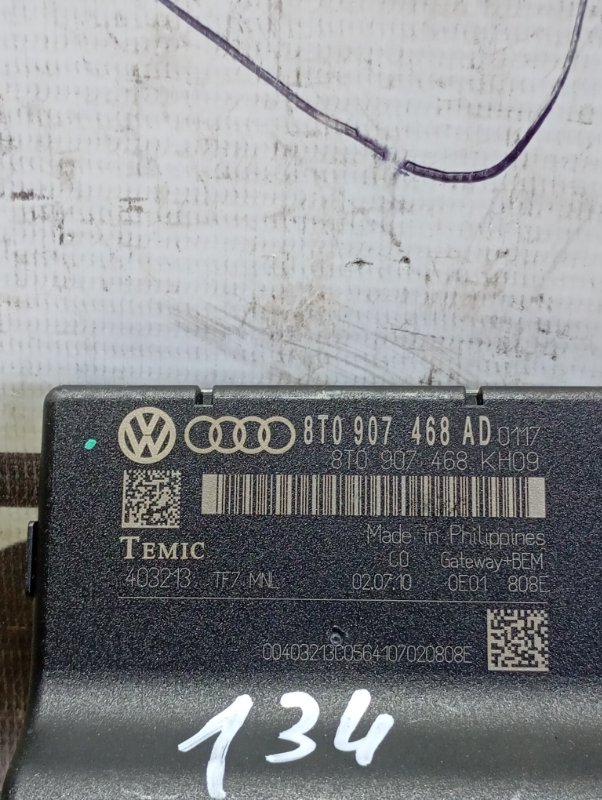 8T0 907 468 AD 0117
8T0 907 468 KH09
Made in Philippines
TEMIC
C0 Gateway+BEM
403213 TF7 MNL 02.07.10 0E01 808E
00403213C0564107020808E
134